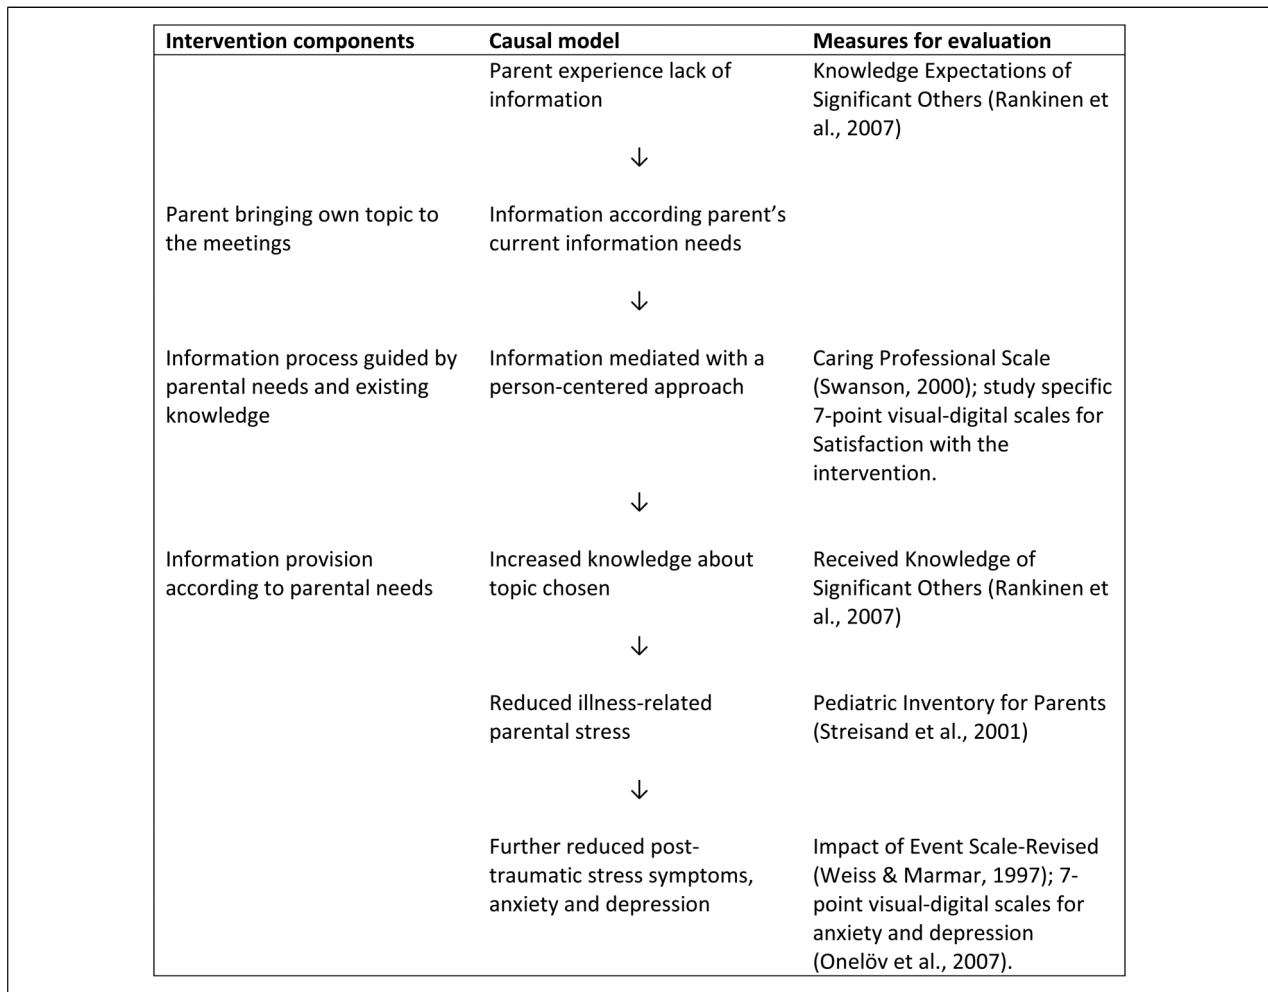 Intervention components Causal model Measures for evaluation
Parent experience lack of information
Knowledge Expectations of Significant Others (Rankinen et al., 2007)
↓
Parent bringing own topic to the meetings
Information according parent’s current information needs
↓
Information process guided by parental needs and existing knowledge
Information mediated with a person-centered approach
Caring Professional Scale (Swanson, 2000); study specific 7-point visual-digital scales for Satisfaction with the intervention.
↓
Information provision according to parental needs
Increased knowledge about topic chosen
Received Knowledge of Significant Others (Rankinen et al., 2007)
↓
Reduced illness-related parental stress
Pediatric Inventory for Parents (Streisand et al., 2001)
↓
Further reduced post-traumatic stress symptoms, anxiety and depression
Impact of Event Scale-Revised (Weiss & Marmar, 1997); 7-point visual-digital scales for anxiety and depression (Onelöv et al., 2007).